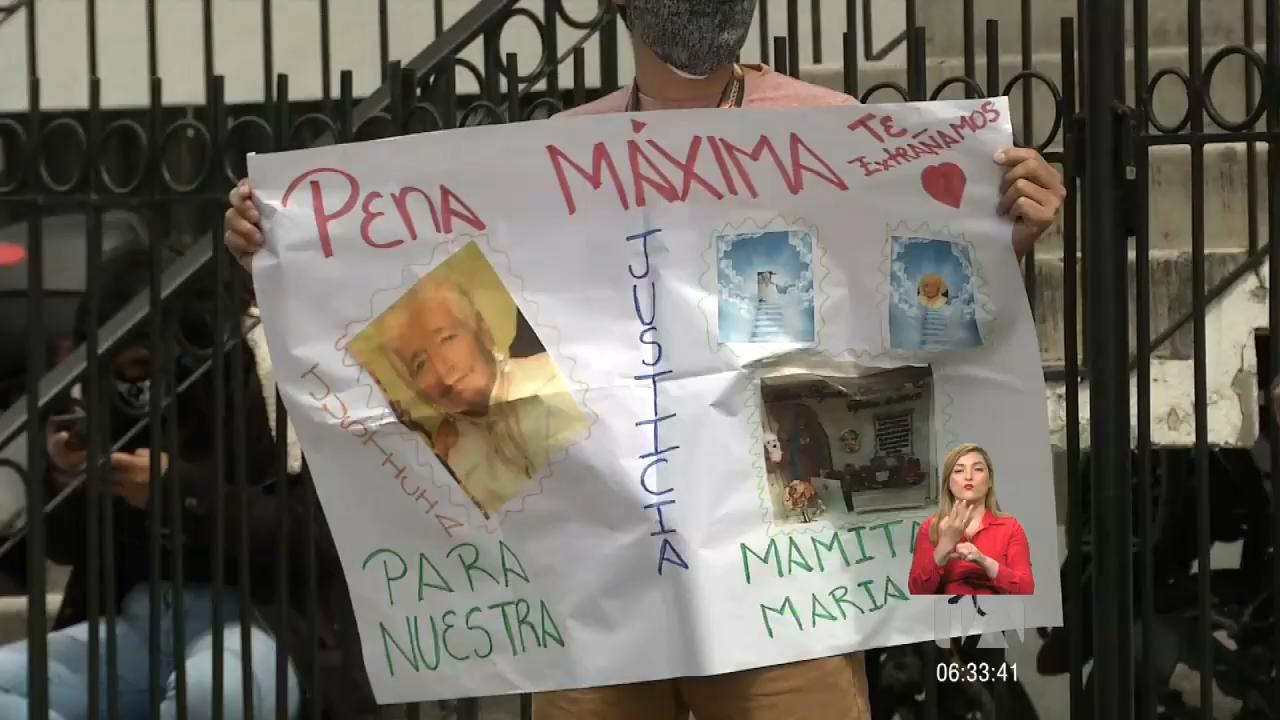 PENA MÁXIMA
TE
EXTRAÑAMOS
JUSTICIA
PARA
NUESTRA
MAMITA
MARIA
06:33:41